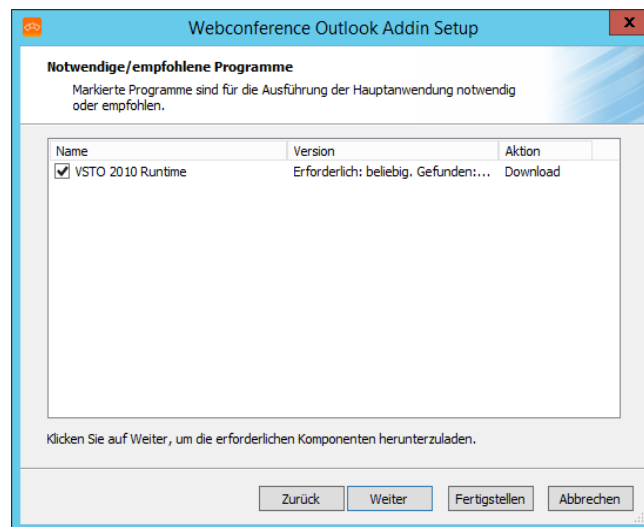 Webconference Outlook Addin Setup
x
Notwendige/empfohlene Programme
Markierte Programme sind für die Ausführung der Hauptanwendung notwendig
oder empfohlen.
Name Version Aktion
VSTO 2010 Runtime Erforderlich: beliebig. Gefunden:... Download
Klicken Sie auf Weiter, um die erforderlichen Komponenten herunterzuladen.
Zurück Weiter Fertigstellen Abbrechen